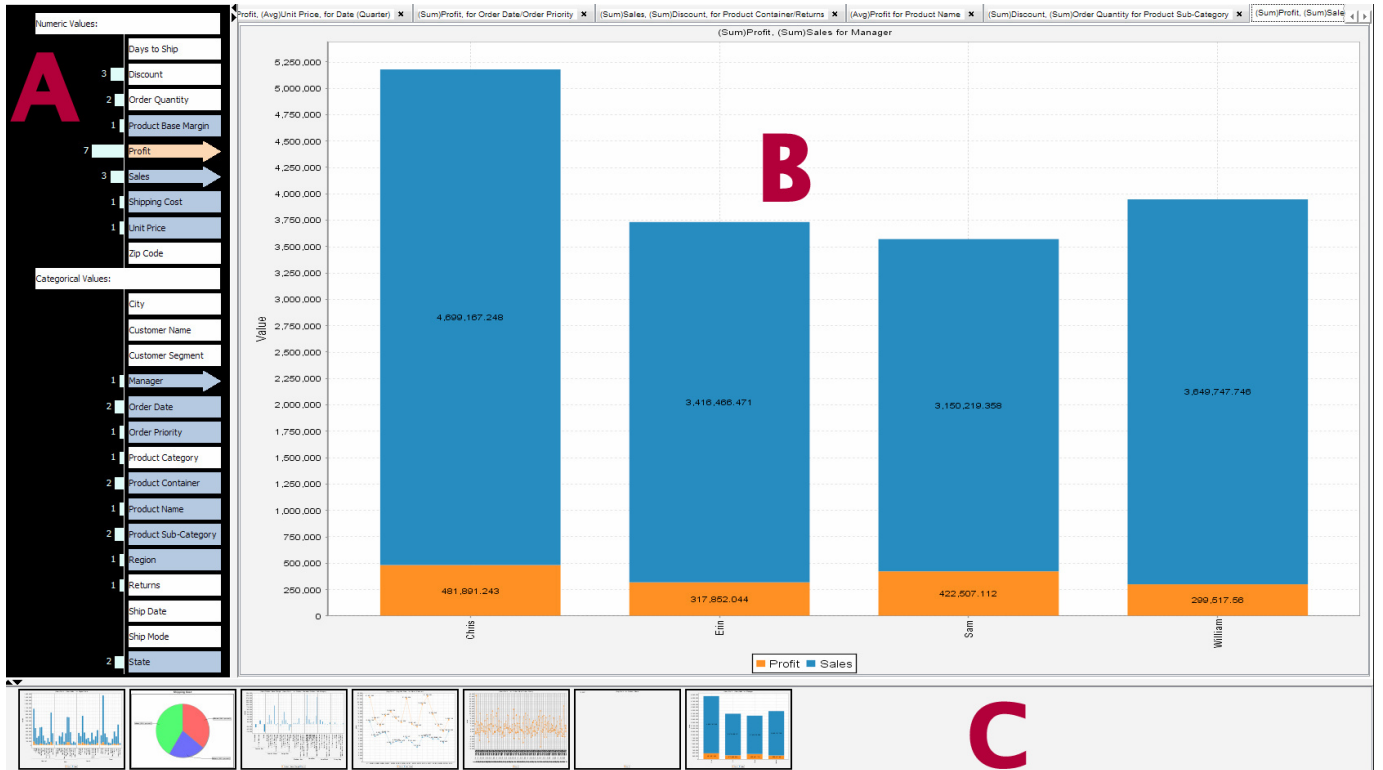 Profit, (Avg)Unit Price, for Date (Quarter) ×
(Sum)Profit, for Order Date/Order Priority ×
(Sum)Sales, (Sum)Discount, for Product Container/Returns ×
(Avg)Profit for Product Name ×
(Sum)Discount, (Sum)Order Quantity for Product Sub-Category ×
(Sum)Profit, (Sum)Sale
A
Numeric Values:
Days to Ship
3 Discount
2 Order Quantity
1 Product Base Margin
7 Profit
3 Sales
1 Shipping Cost
1 Unit Price
Zip Code
Categorical Values:
City
Customer Name
Customer Segment
1 Manager
2 Order Date
1 Order Priority
1 Product Category
2 Product Container
1 Product Name
2 Product Sub-Category
1 Region
1 Returns
Ship Date
Ship Mode
2 State
(Sum)Profit, (Sum)Sales for Manager
B
Value
5,250,000
5,000,000
4,750,000
4,500,000
4,250,000
4,000,000
3,750,000
3,500,000
3,250,000
3,000,000
2,750,000
2,500,000
2,250,000
2,000,000
1,750,000
1,500,000
1,250,000
1,000,000
750,000
500,000
250,000
0
4,699,167.248
3,416,466.471
3,150,219.358
3,649,747.746
481,891.243
317,852.044
422,507.112
299,517.56
Chris
Erin
Sam
William
Profit Sales
C